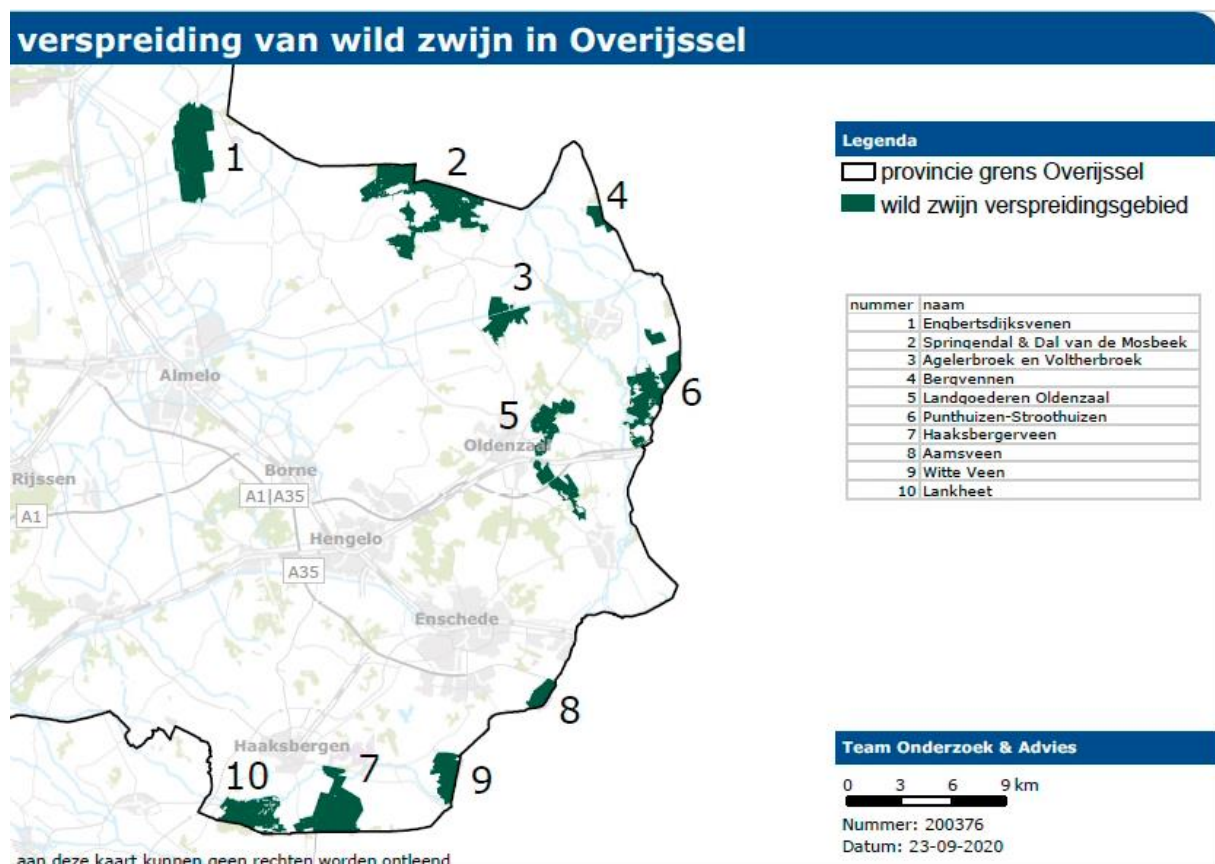 verspreiding van wild zwijn in Overijssel
1
2
4
3
Almelo
6
5
Oldenzaal
Rijssen
Borne
A1|A35
A1
Hengelo
A35
Enschede
8
Haaksbergen
10
7
9
aan deze kaart kunnen geen rechten worden ontleend
Legenda
provincie grens Overijssel
wild zwijn verspreidingsgebied
nummer naam
1 Engbertsdijksvenen
2 Springendal & Dal van de Mosbeek
3 Agelerbroek en Voltherbroek
4 Bergvennen
5 Landgoederen Oldenzaal
6 Punthuizen-Stroothuizen
7 Haaksbergerveen
8 Aamsveen
9 Witte Veen
10 Lankheet
Team Onderzoek & Advies
0 3 6 9 km
Nummer: 200376
Datum: 23-09-2020